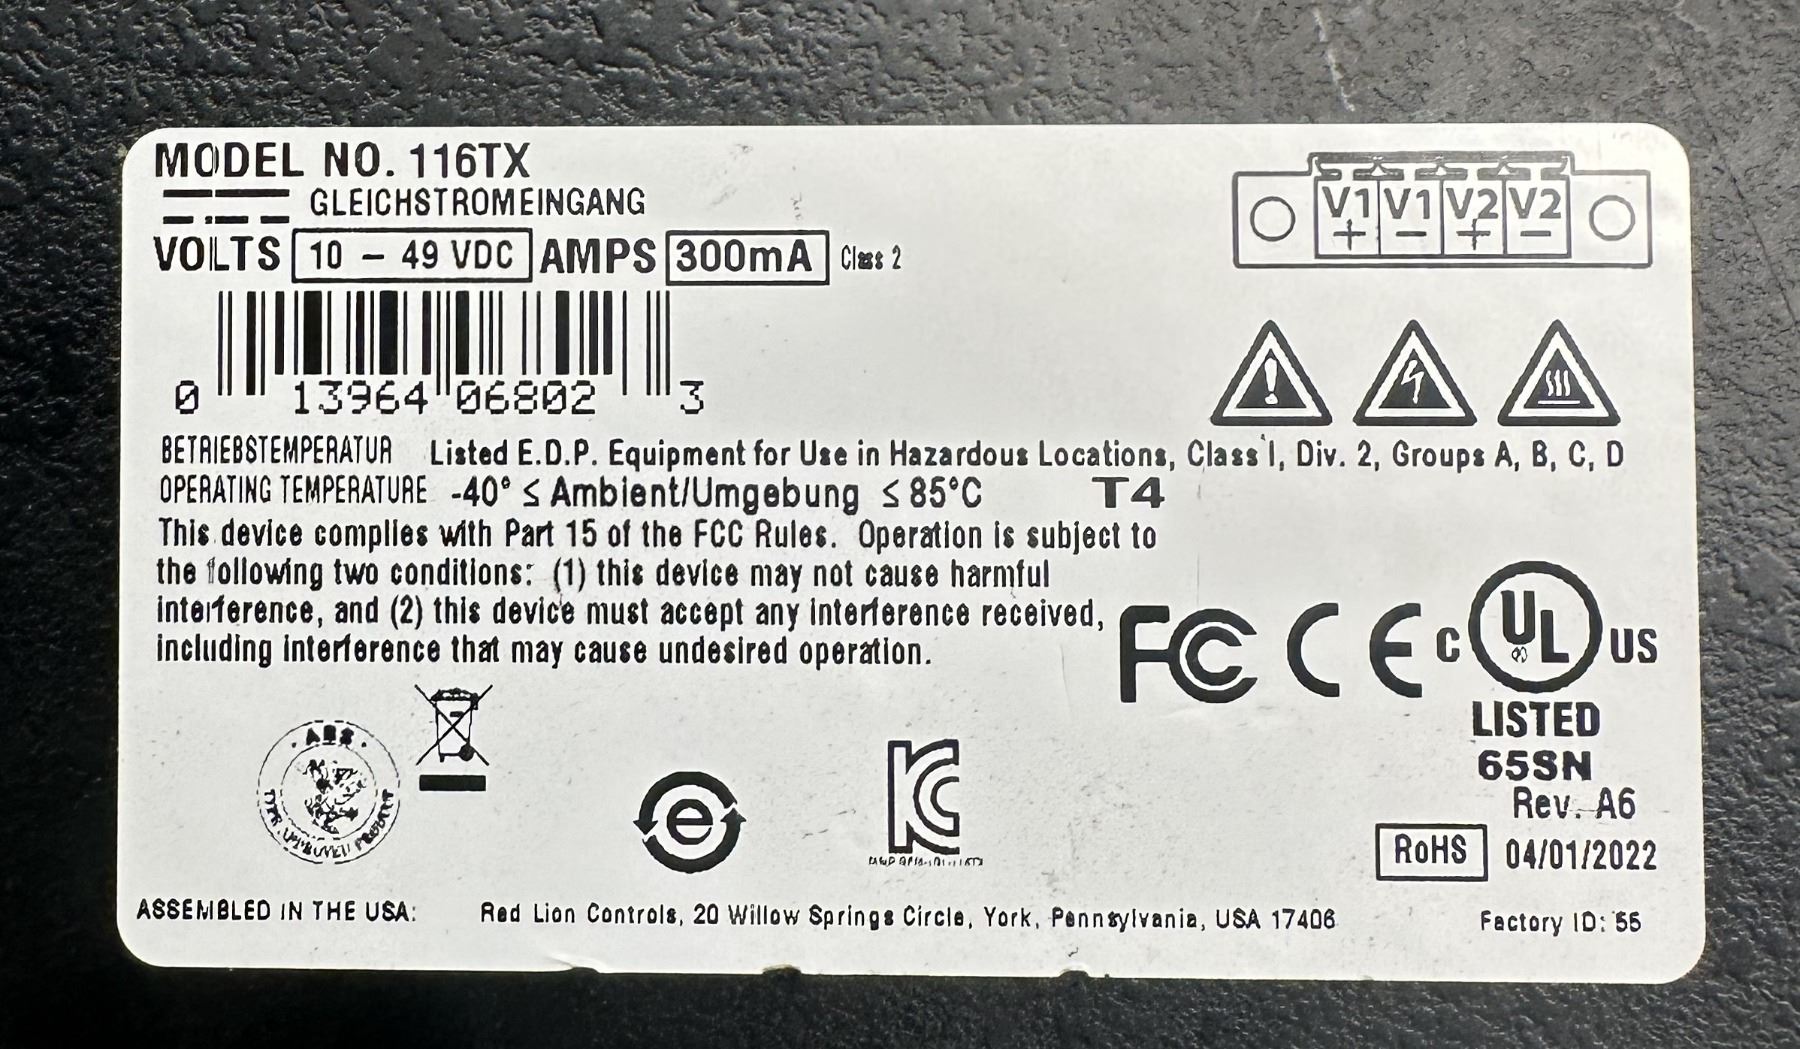 MODEL NO. 116TX
GLEICHSTROMEINGANG
VOLTS 10 – 49 VDC AMPS 300mA Class 2
V1 V1 V2 V2
+ – + –
0 13964 06802 3
BETRIEBSTEMPERATUR Listed E.D.P. Equipment for Use in Hazardous Locations, Class I, Div. 2, Groups A, B, C, D
OPERATING TEMPERATURE -40° ≤ Ambient/Umgebung ≤ 85°C T4
This device complies with Part 15 of the FCC Rules. Operation is subject to
the following two conditions: (1) this device may not cause harmful
interference, and (2) this device must accept any interference received,
including interference that may cause undesired operation.
FC CE C UL US
LISTED
65SN
Rev. A6
RoHS 04/01/2022
ABS
TYPE APPROVED PRODUCT
e
KC
ASSEMBLED IN THE USA: Red Lion Controls, 20 Willow Springs Circle, York, Pennsylvania, USA 17406 Factory ID: 55